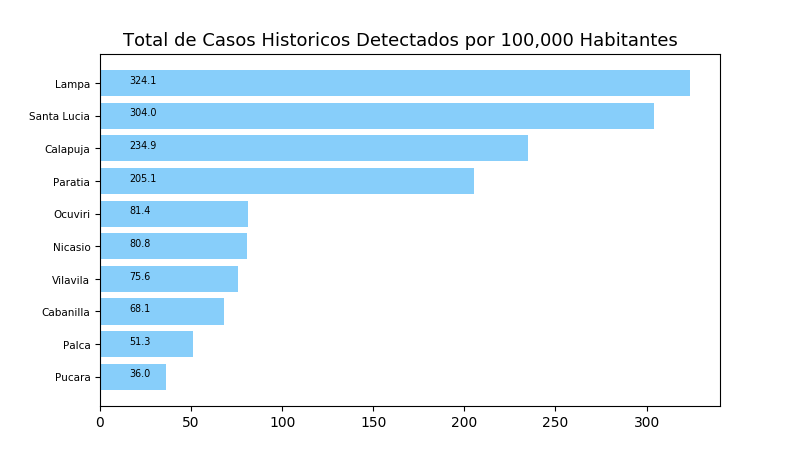 Total de Casos Historicos Detectados por 100,000 Habitantes
Lampa 324.1
Santa Lucia 304.0
Calapuja 234.9
Paratia 205.1
Ocuviri 81.4
Nicasio 80.8
Vilavila 75.6
Cabanilla 68.1
Palca 51.3
Pucara 36.0
0 50 100 150 200 250 300